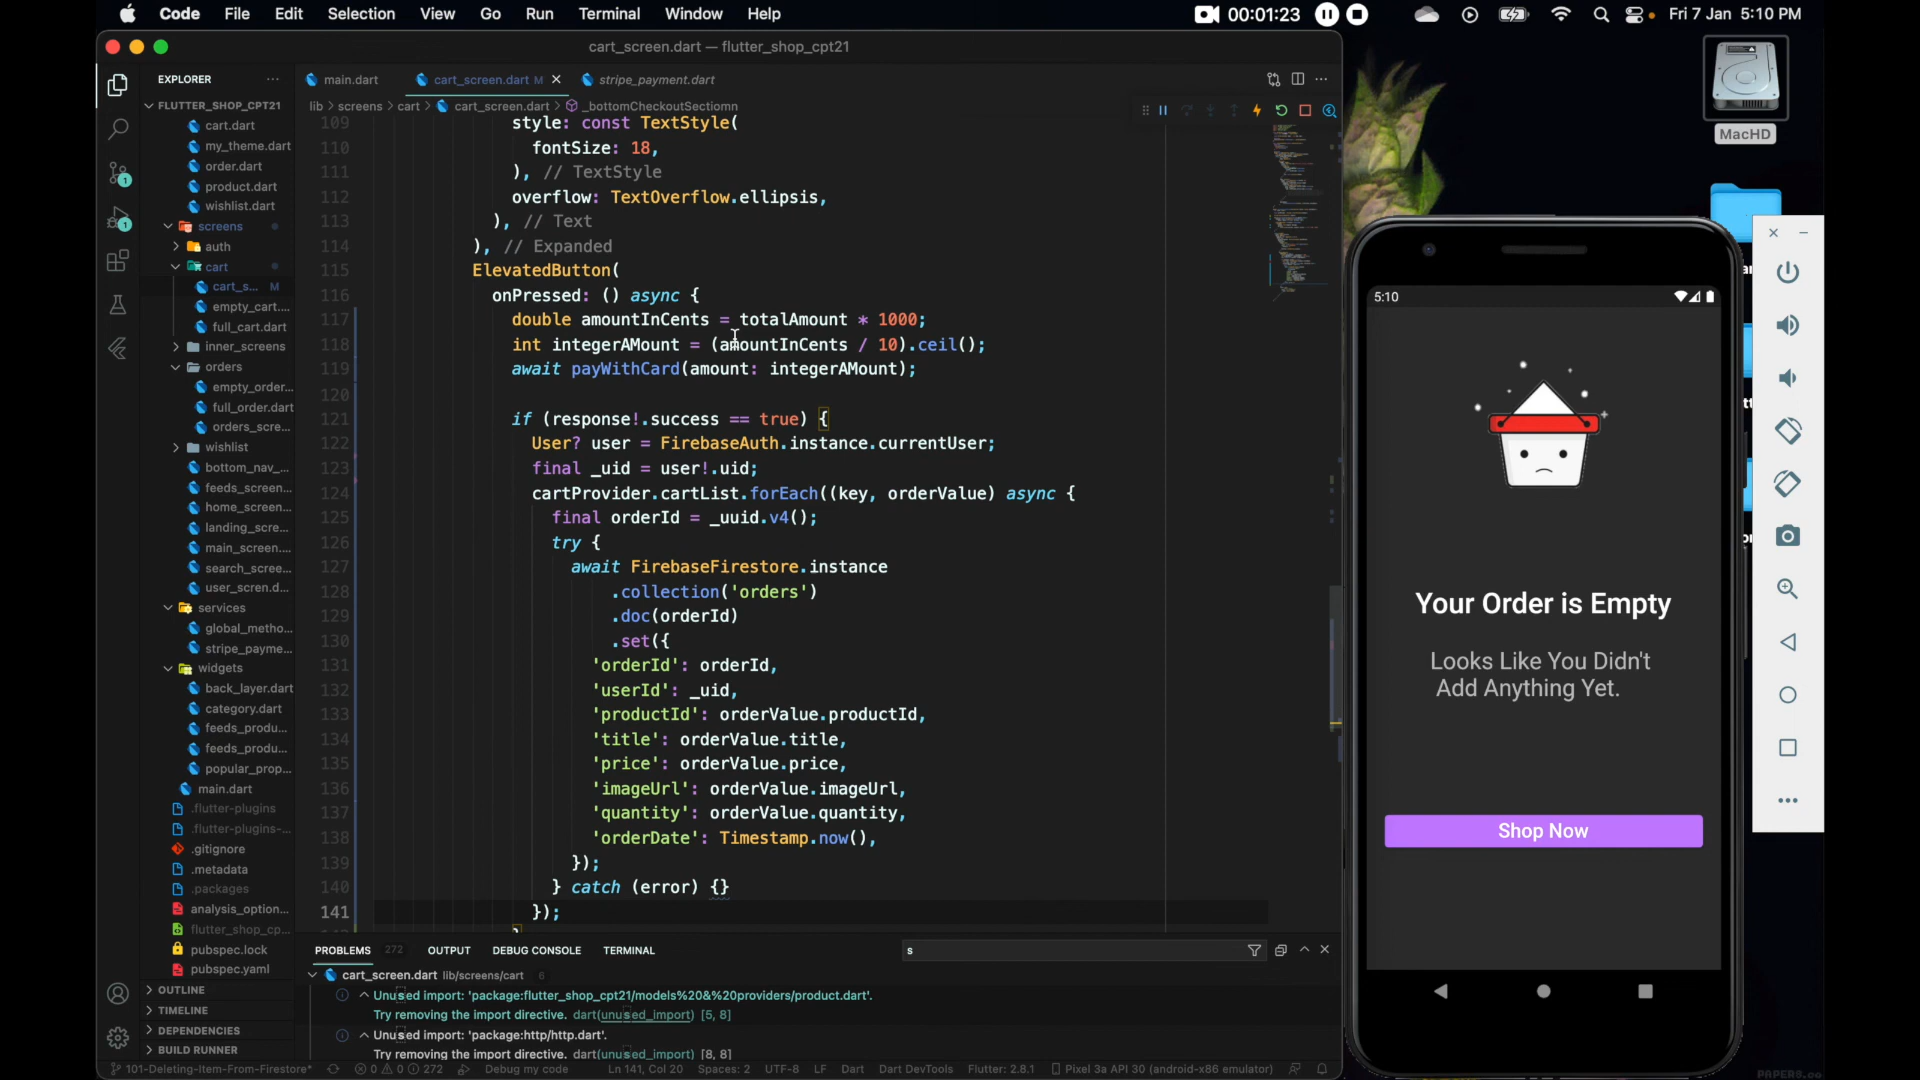 Code File Edit Selection View Go Run Terminal Window Help 00:01:23 Fri 7 Jan 5:10 PM
cart_screen.dart — flutter_shop_cpt21
MacHD
EXPLORER
FLUTTER_SHOP_CPT21
cart.dart
my_theme.dart
order.dart
product.dart
wishlist.dart
screens
auth
cart
cart_s... M
empty_cart....
full_cart.dart
inner_screens
orders
empty_order...
full_order.dart
orders_scre...
wishlist
bottom_nav_...
feeds_screen...
home_screen...
landing_scre...
main_screen....
search_scree...
user_scren.d...
services
global_metho...
stripe_payme...
widgets
back_layer.dart
category.dart
feeds_produ...
feeds_produ...
popular_prop...
main.dart
.flutter-plugins
.flutter-plugins-...
.gitignore
.metadata
.packages
analysis_option...
flutter_shop_cp...
pubspec.lock
pubspec.yaml
OUTLINE
TIMELINE
DEPENDENCIES
BUILD RUNNER
main.dart cart_screen.dart M stripe_payment.dart
lib > screens > cart > cart_screen.dart > _bottomCheckoutSectiomn
109 style: const TextStyle(
110 fontSize: 18,
111 ), // TextStyle
112 overflow: TextOverflow.ellipsis,
113 ), // Text
114 ), // Expanded
115 ElevatedButton(
116 onPressed: () async {
117 double amountInCents = totalAmount * 1000;
118 int integerAMount = (amountInCents / 10).ceil();
119 await payWithCard(amount: integerAMount);
120
121 if (response!.success == true) {
122 User? user = FirebaseAuth.instance.currentUser;
123 final _uid = user!.uid;
124 cartProvider.cartList.forEach((key, orderValue) async {
125 final orderId = _uuid.v4();
126 try {
127 await FirebaseFirestore.instance
128 .collection('orders')
129 .doc(orderId)
130 .set({
131 'orderId': orderId,
132 'userId': _uid,
133 'productId': orderValue.productId,
134 'title': orderValue.title,
135 'price': orderValue.price,
136 'imageUrl': orderValue.imageUrl,
137 'quantity': orderValue.quantity,
138 'orderDate': Timestamp.now(),
139 });
140 } catch (error) {}
141 });
PROBLEMS 272 OUTPUT DEBUG CONSOLE TERMINAL s
cart_screen.dart lib/screens/cart 6
Unused import: 'package:flutter_shop_cpt21/models%20&%20providers/product.dart'.
Try removing the import directive. dart(unused_import) [5, 8]
Unused import: 'package:http/http.dart'.
Try removing the import directive. dart(unused_import) [8, 8]
101-Deleting-Item-From-Firestore* 0 0 272 Debug my code Ln 141, Col 20 Spaces: 2 UTF-8 LF Dart Dart DevTools Flutter: 2.8.1 Pixel 3a API 30 (android-x86 emulator)
5:10
Your Order is Empty
Looks Like You Didn't
Add Anything Yet.
Shop Now